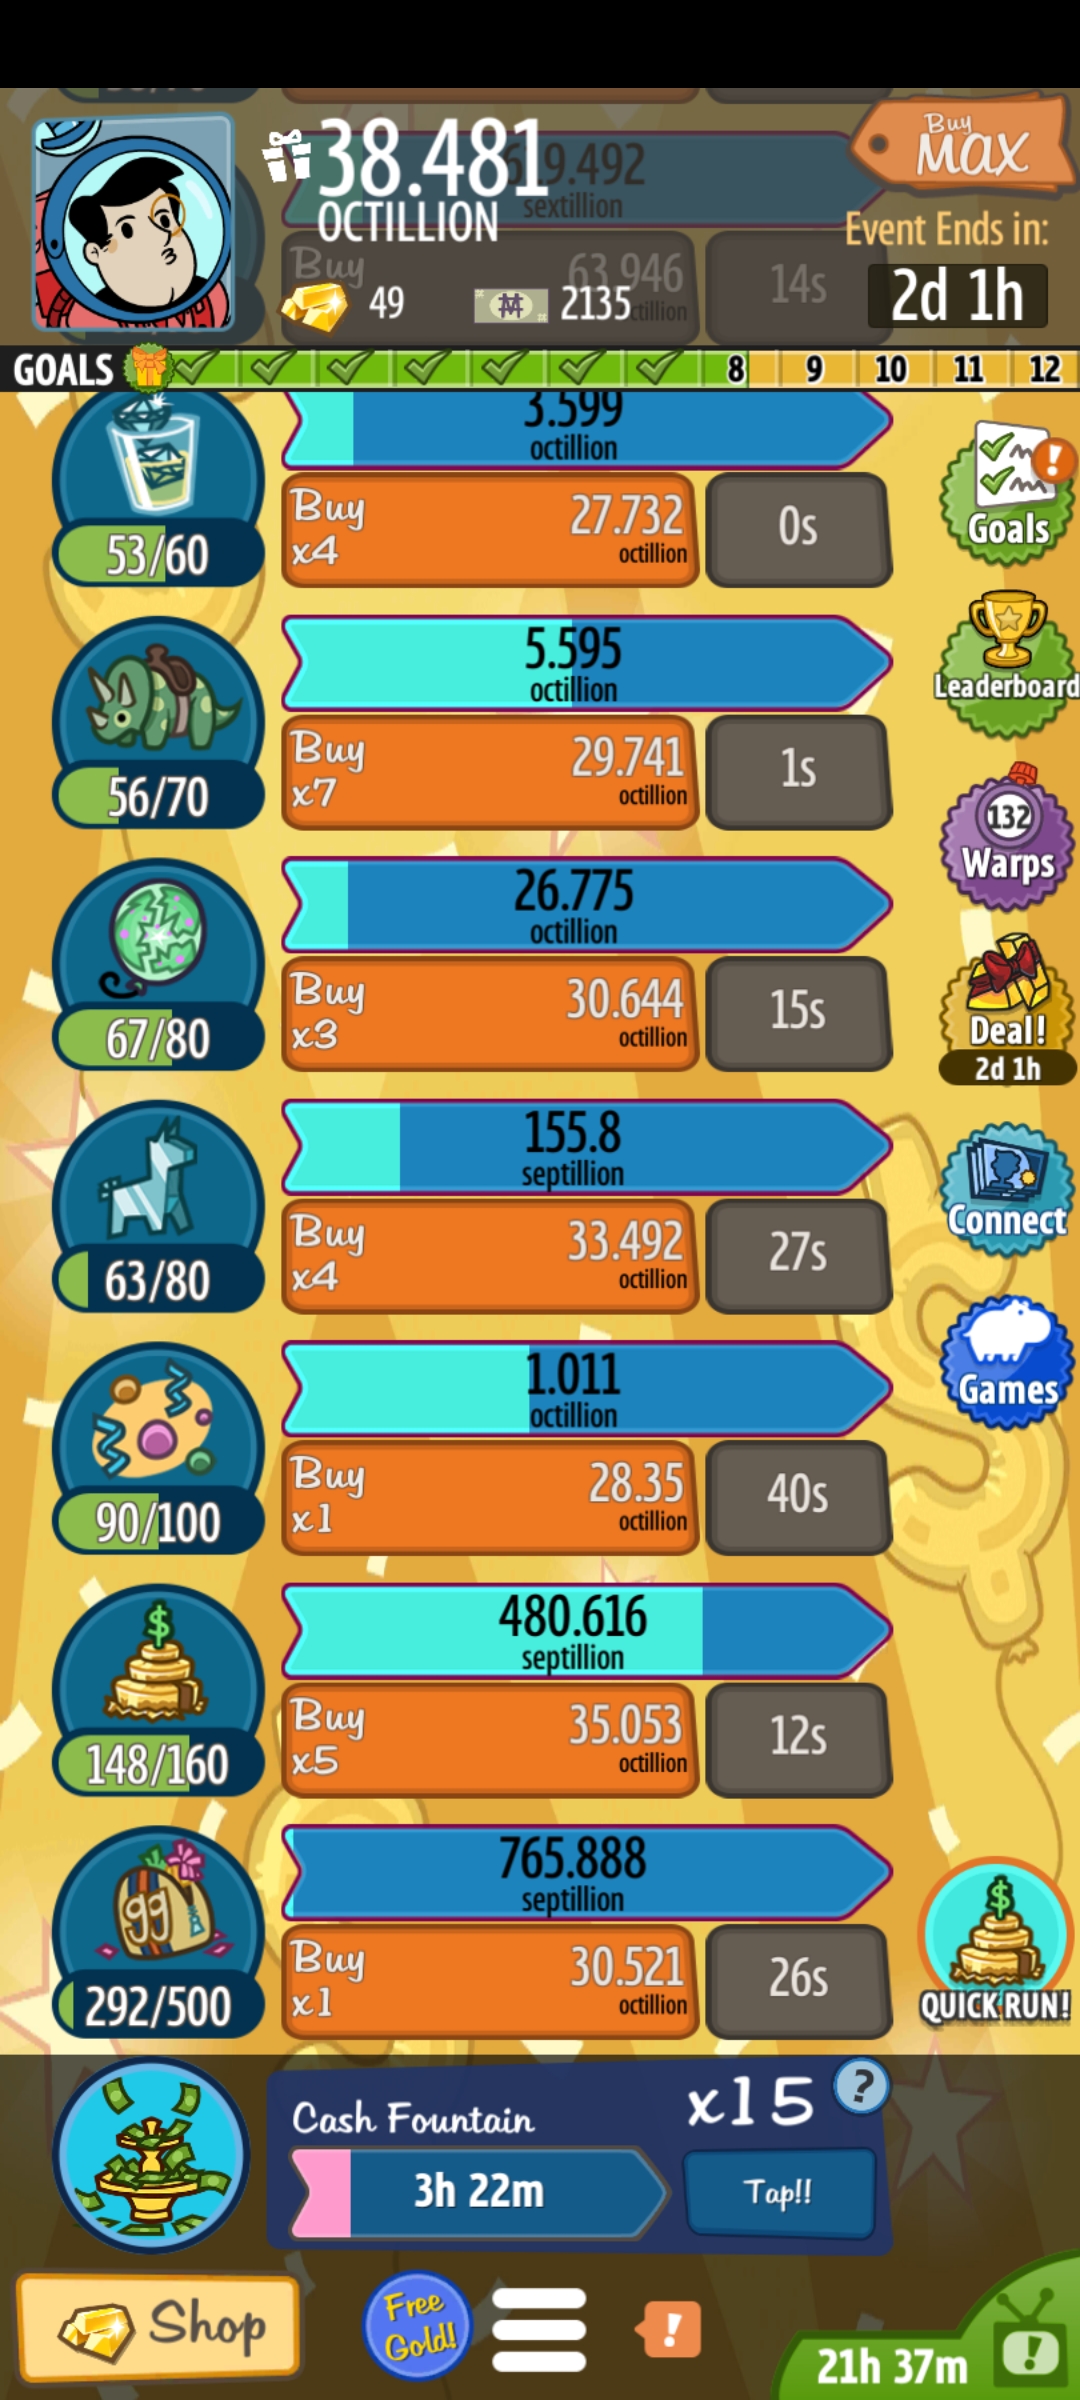 38.481
OCTILLION
619.492
sextillion
Buy
MAX
Event Ends in:
2d 1h
Buy
63.946
14s
49
2135
GOALS
8
9
10
11
12
3.599
octillion
Buy
x4
27.732
octillion
0s
53/60
Goals
5.595
octillion
Buy
x7
29.741
octillion
1s
56/70
Leaderboard
132
Warps
26.775
octillion
Buy
x3
30.644
octillion
15s
67/80
Deal!
2d 1h
155.8
septillion
Buy
x4
33.492
octillion
27s
63/80
Connect
1.011
octillion
Buy
x1
28.35
octillion
40s
90/100
Games
$
480.616
septillion
Buy
x5
35.053
octillion
12s
148/160
99
765.888
septillion
Buy
x1
30.521
octillion
26s
292/500
$
QUICK RUN!
Cash Fountain
x15
?
3h 22m
Tap!!
Shop
Free
Gold!
!
21h 37m
!